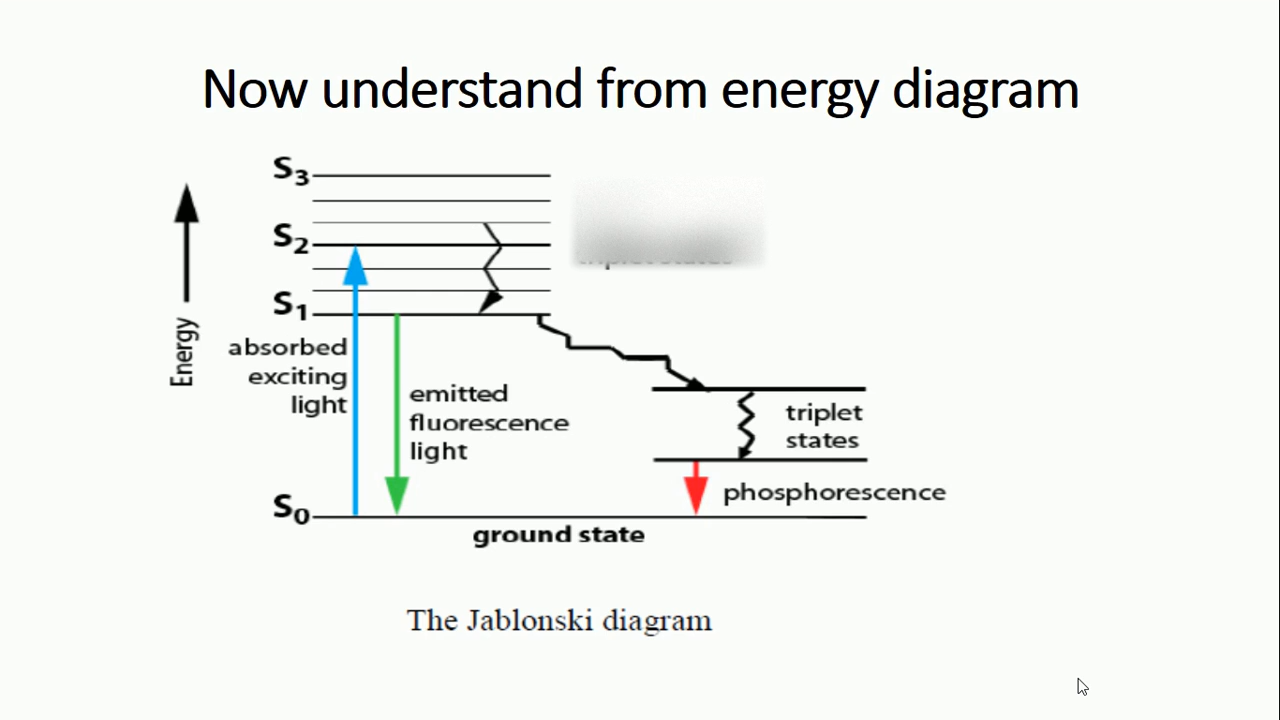 Now understand from energy diagram
S3
S2
S1
Energy
absorbed
exciting
light
emitted
fluorescence
light
triplet
states
phosphorescence
S0
ground state
The Jablonski diagram